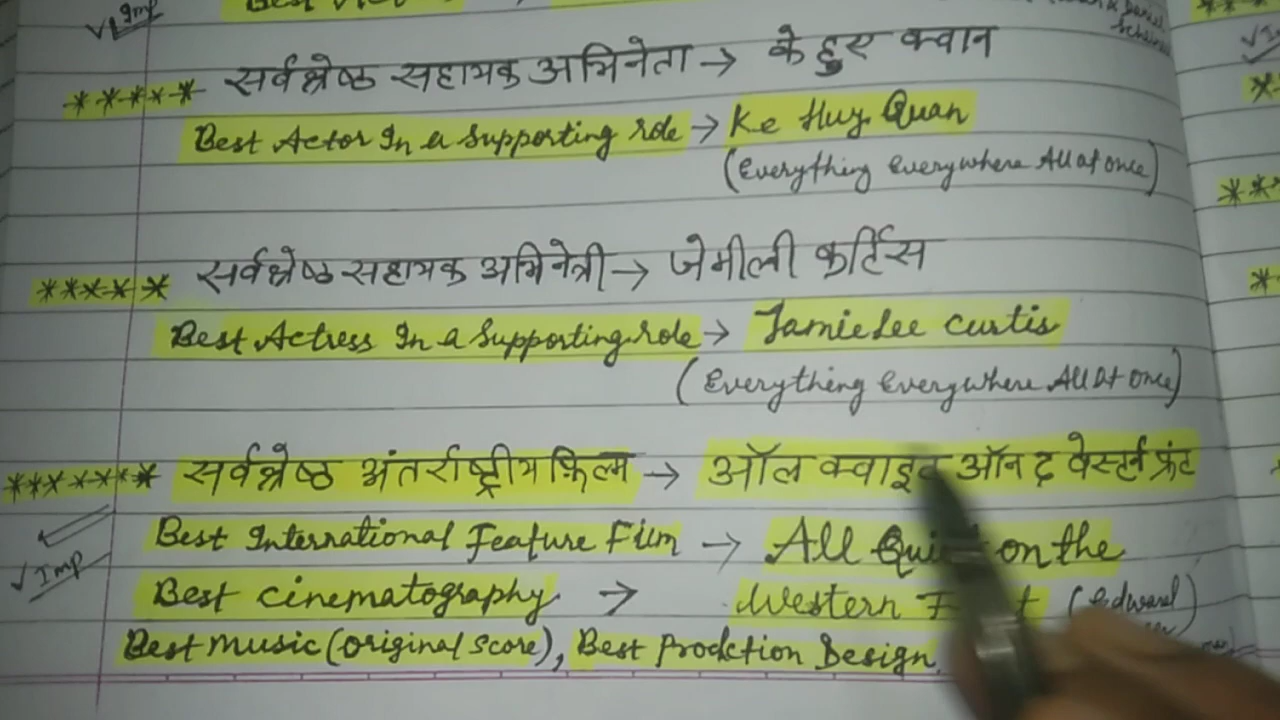 ✓ Imp
***** सर्वश्रेष्ठ सहायक अभिनेता → के हुए क्वान
Best Actor In a Supporting role → Ke Huy Quan
(Everything Everywhere All at once)
***** सर्वश्रेष्ठ सहायक अभिनेत्री → जेमीली कर्टिस
Best Actress In a Supporting role → Jamie Lee Curtis
(Everything Everywhere All At Once)
****** सर्वश्रेष्ठ अंतर्राष्ट्रीय फ़िल्म → ऑल क्वाइट ऑन द वेस्टर्न फ्रंट
Best International Feature Film → All on the
✓ Imp Best cinematography → Western (Edward)
Best music (original score), Best Prodction Design